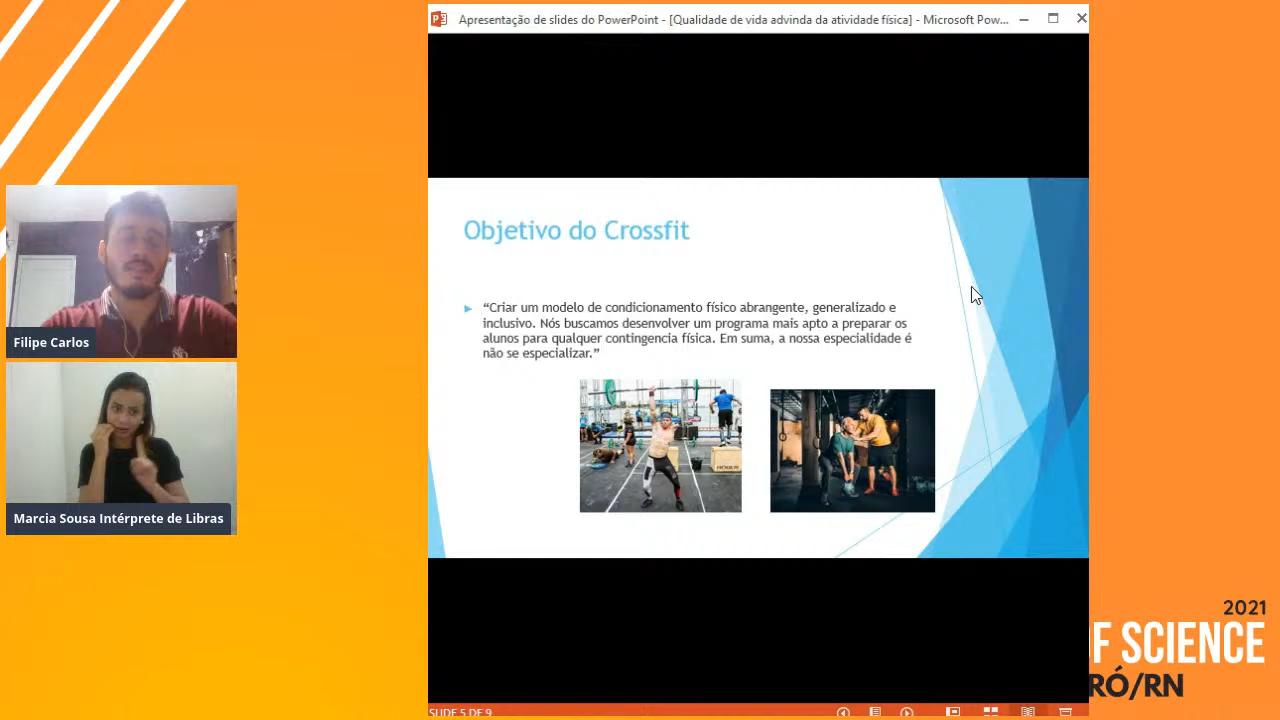 Apresentação de slides do PowerPoint - [Qualidade de vida advinda da atividade física] - Microsoft Pow...
Objetivo do Crossfit
“Criar um modelo de condicionamento físico abrangente, generalizado e
inclusivo. Nós buscamos desenvolver um programa mais apto a preparar os
alunos para qualquer contingencia física. Em suma, a nossa especialidade é
não se especializar.”
Filipe Carlos
Marcia Sousa Intérprete de Libras
2021
F SCIENCE
RÓ/RN
SLIDE 5 DE 9